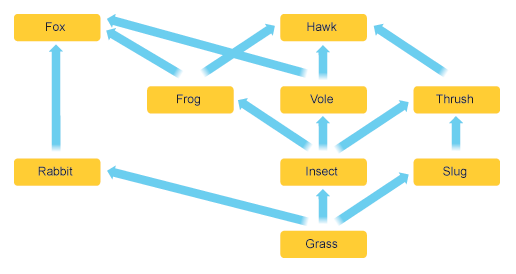 Fox
Hawk
Frog
Vole
Thrush
Rabbit
Insect
Slug
Grass